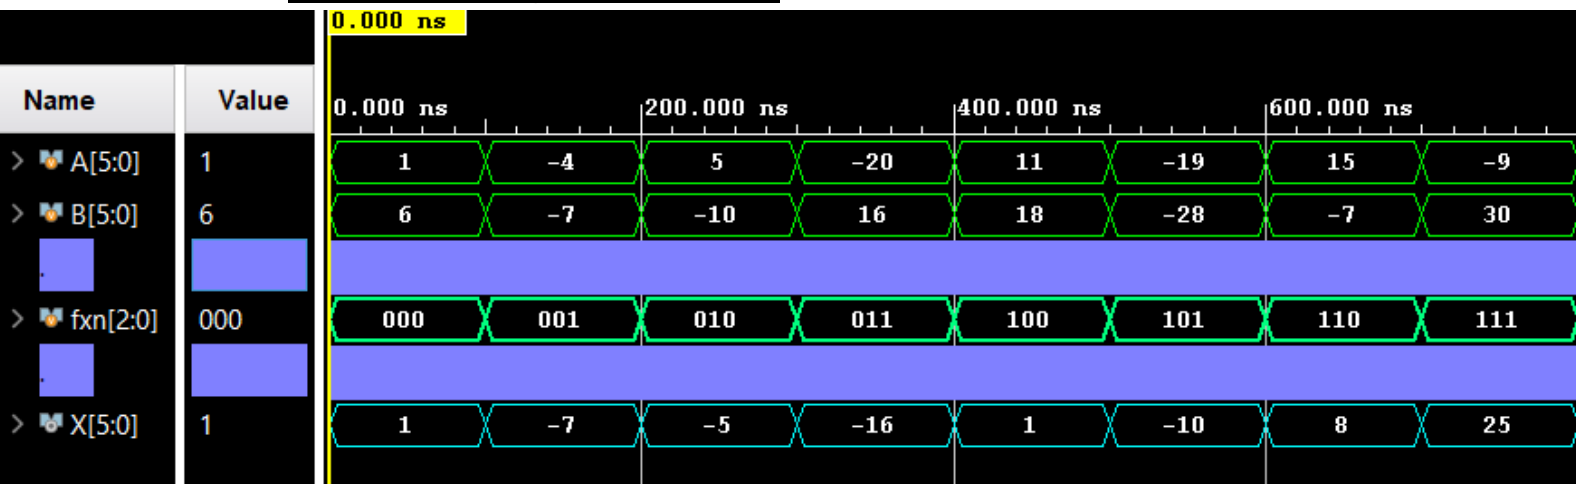 0.000 ns
Name Value 0.000 ns 200.000 ns 400.000 ns 600.000 ns
> A[5:0] 1 1 -4 5 -20 11 -19 15 -9
> B[5:0] 6 6 -7 -10 16 18 -28 -7 30
.
> fxn[2:0] 000 000 001 010 011 100 101 110 111
.
> X[5:0] 1 1 -7 -5 -16 1 -10 8 25